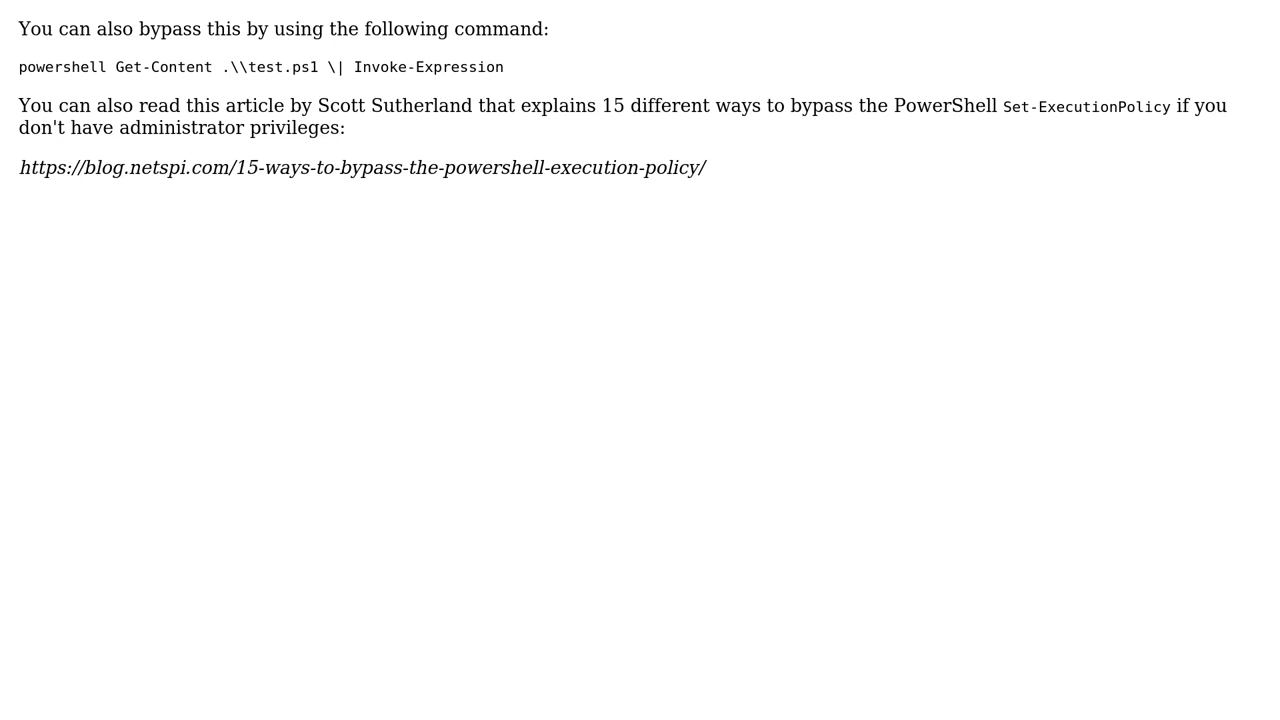 You can also bypass this by using the following command:
powershell Get-Content .\\test.ps1 \| Invoke-Expression
You can also read this article by Scott Sutherland that explains 15 different ways to bypass the PowerShell Set-ExecutionPolicy if you
don't have administrator privileges:
https://blog.netspi.com/15-ways-to-bypass-the-powershell-execution-policy/